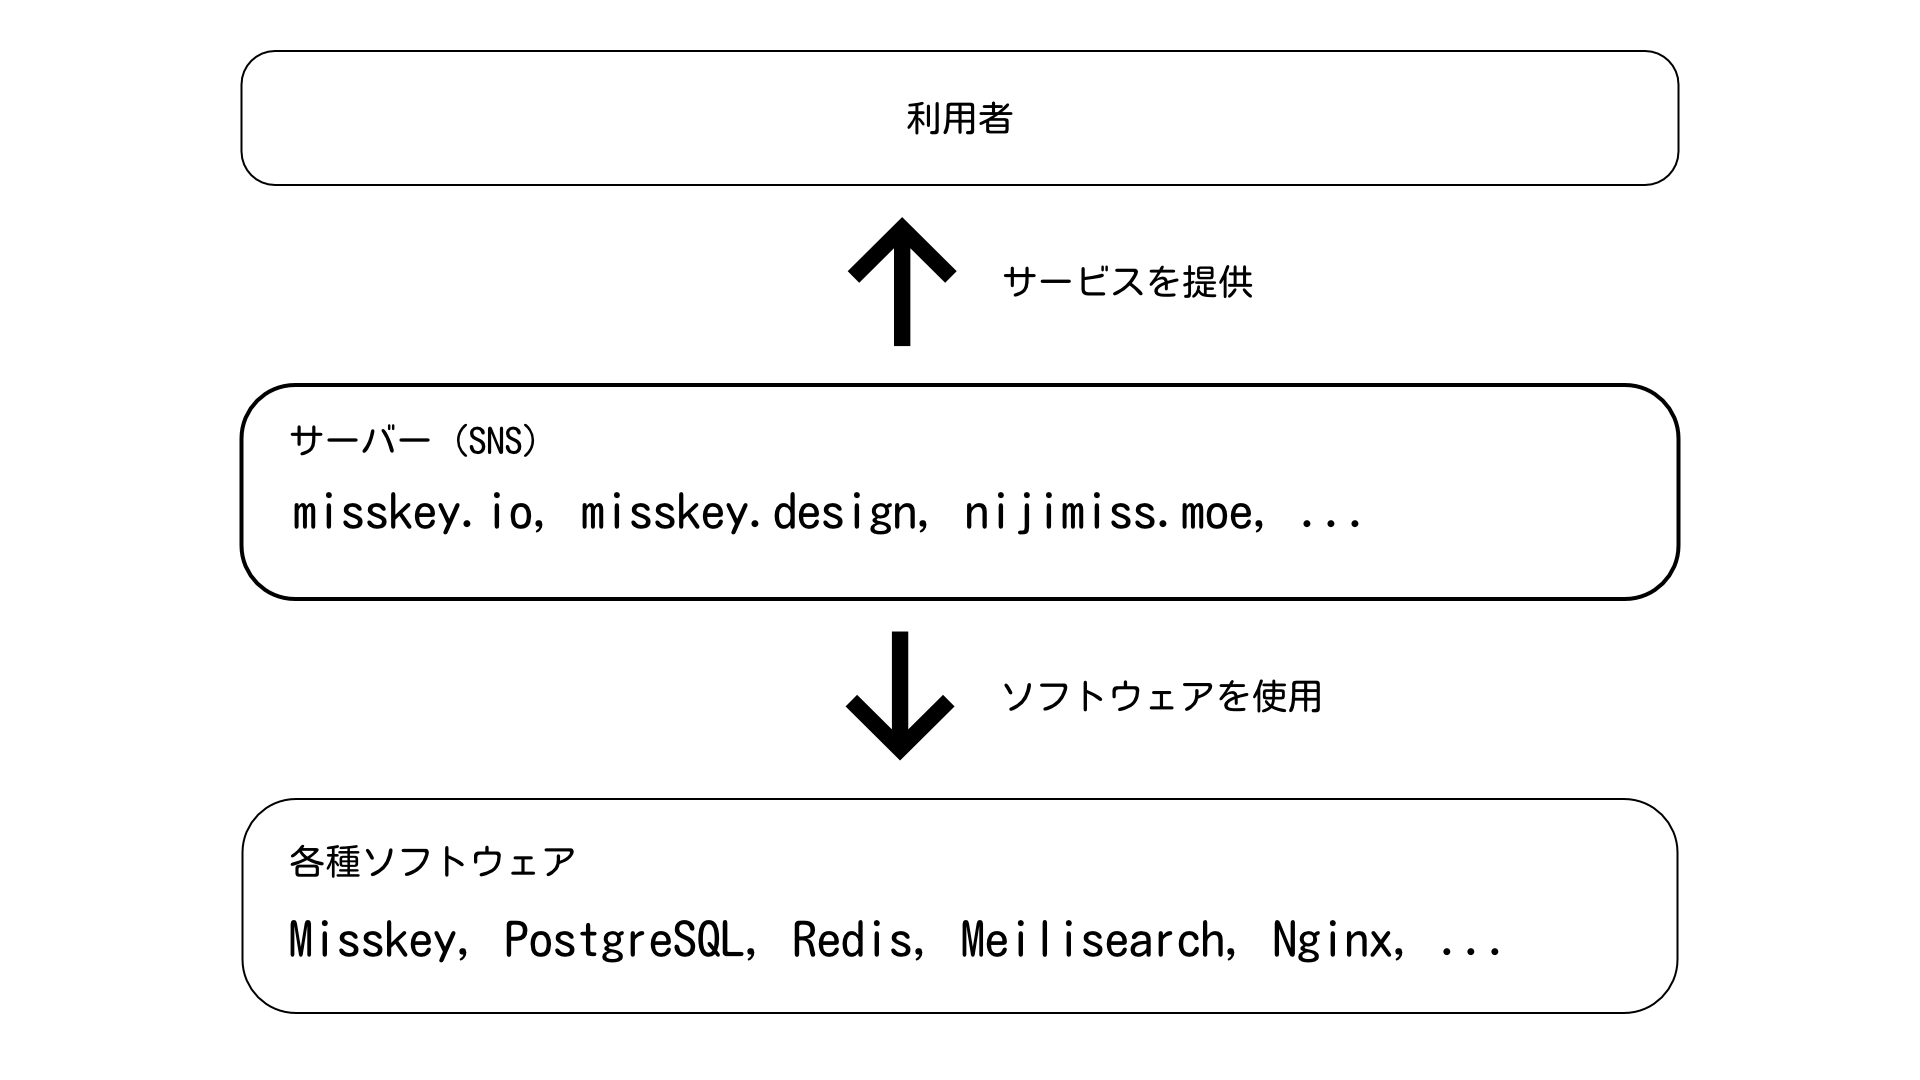 利用者
サービスを提供
サーバー（SNS）
misskey.io, misskey.design, nijimiss.moe, ...
ソフトウェアを使用
各種ソフトウェア
Misskey, PostgreSQL, Redis, Meilisearch, Nginx, ...